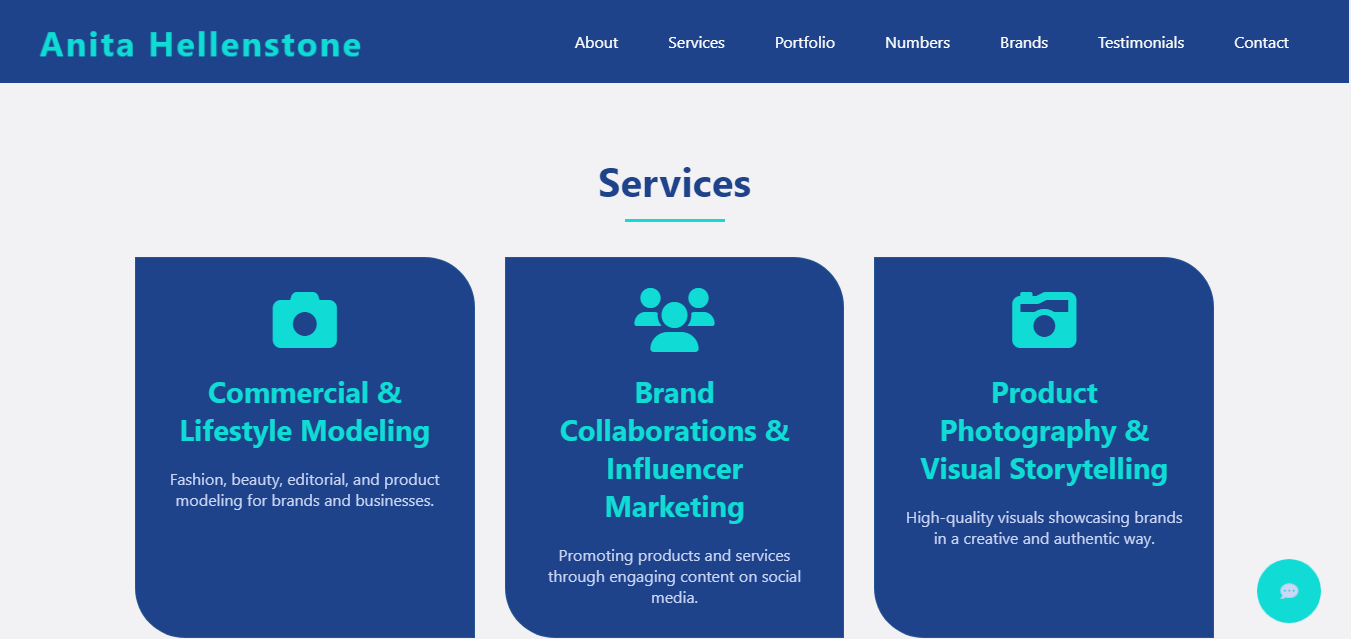 Anita Hellenstone
About Services Portfolio Numbers Brands Testimonials Contact
Services
Commercial &
Lifestyle Modeling
Fashion, beauty, editorial, and product
modeling for brands and businesses.
Brand
Collaborations &
Influencer
Marketing
Promoting products and services
through engaging content on social
media.
Product
Photography &
Visual Storytelling
High-quality visuals showcasing brands
in a creative and authentic way.